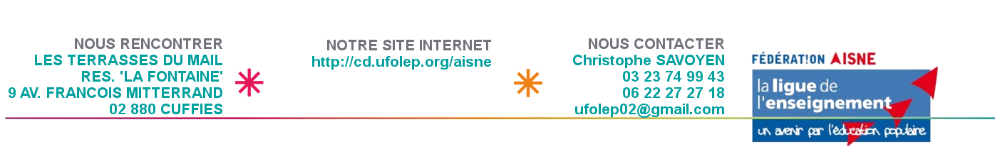 NOUS RENCONTRER
LES TERRASSES DU MAIL
RES. 'LA FONTAINE'
9 AV. FRANCOIS MITTERRAND
02 880 CUFFIES
NOTRE SITE INTERNET
http://cd.ufolep.org/aisne
NOUS CONTACTER
Christophe SAVOYEN
03 23 74 99 43
06 22 27 27 18
ufolep02@gmail.com
FÉDÉRAT!ON AISNE
la ligue de
l'enseignement
un avenir par l'éducation populaire